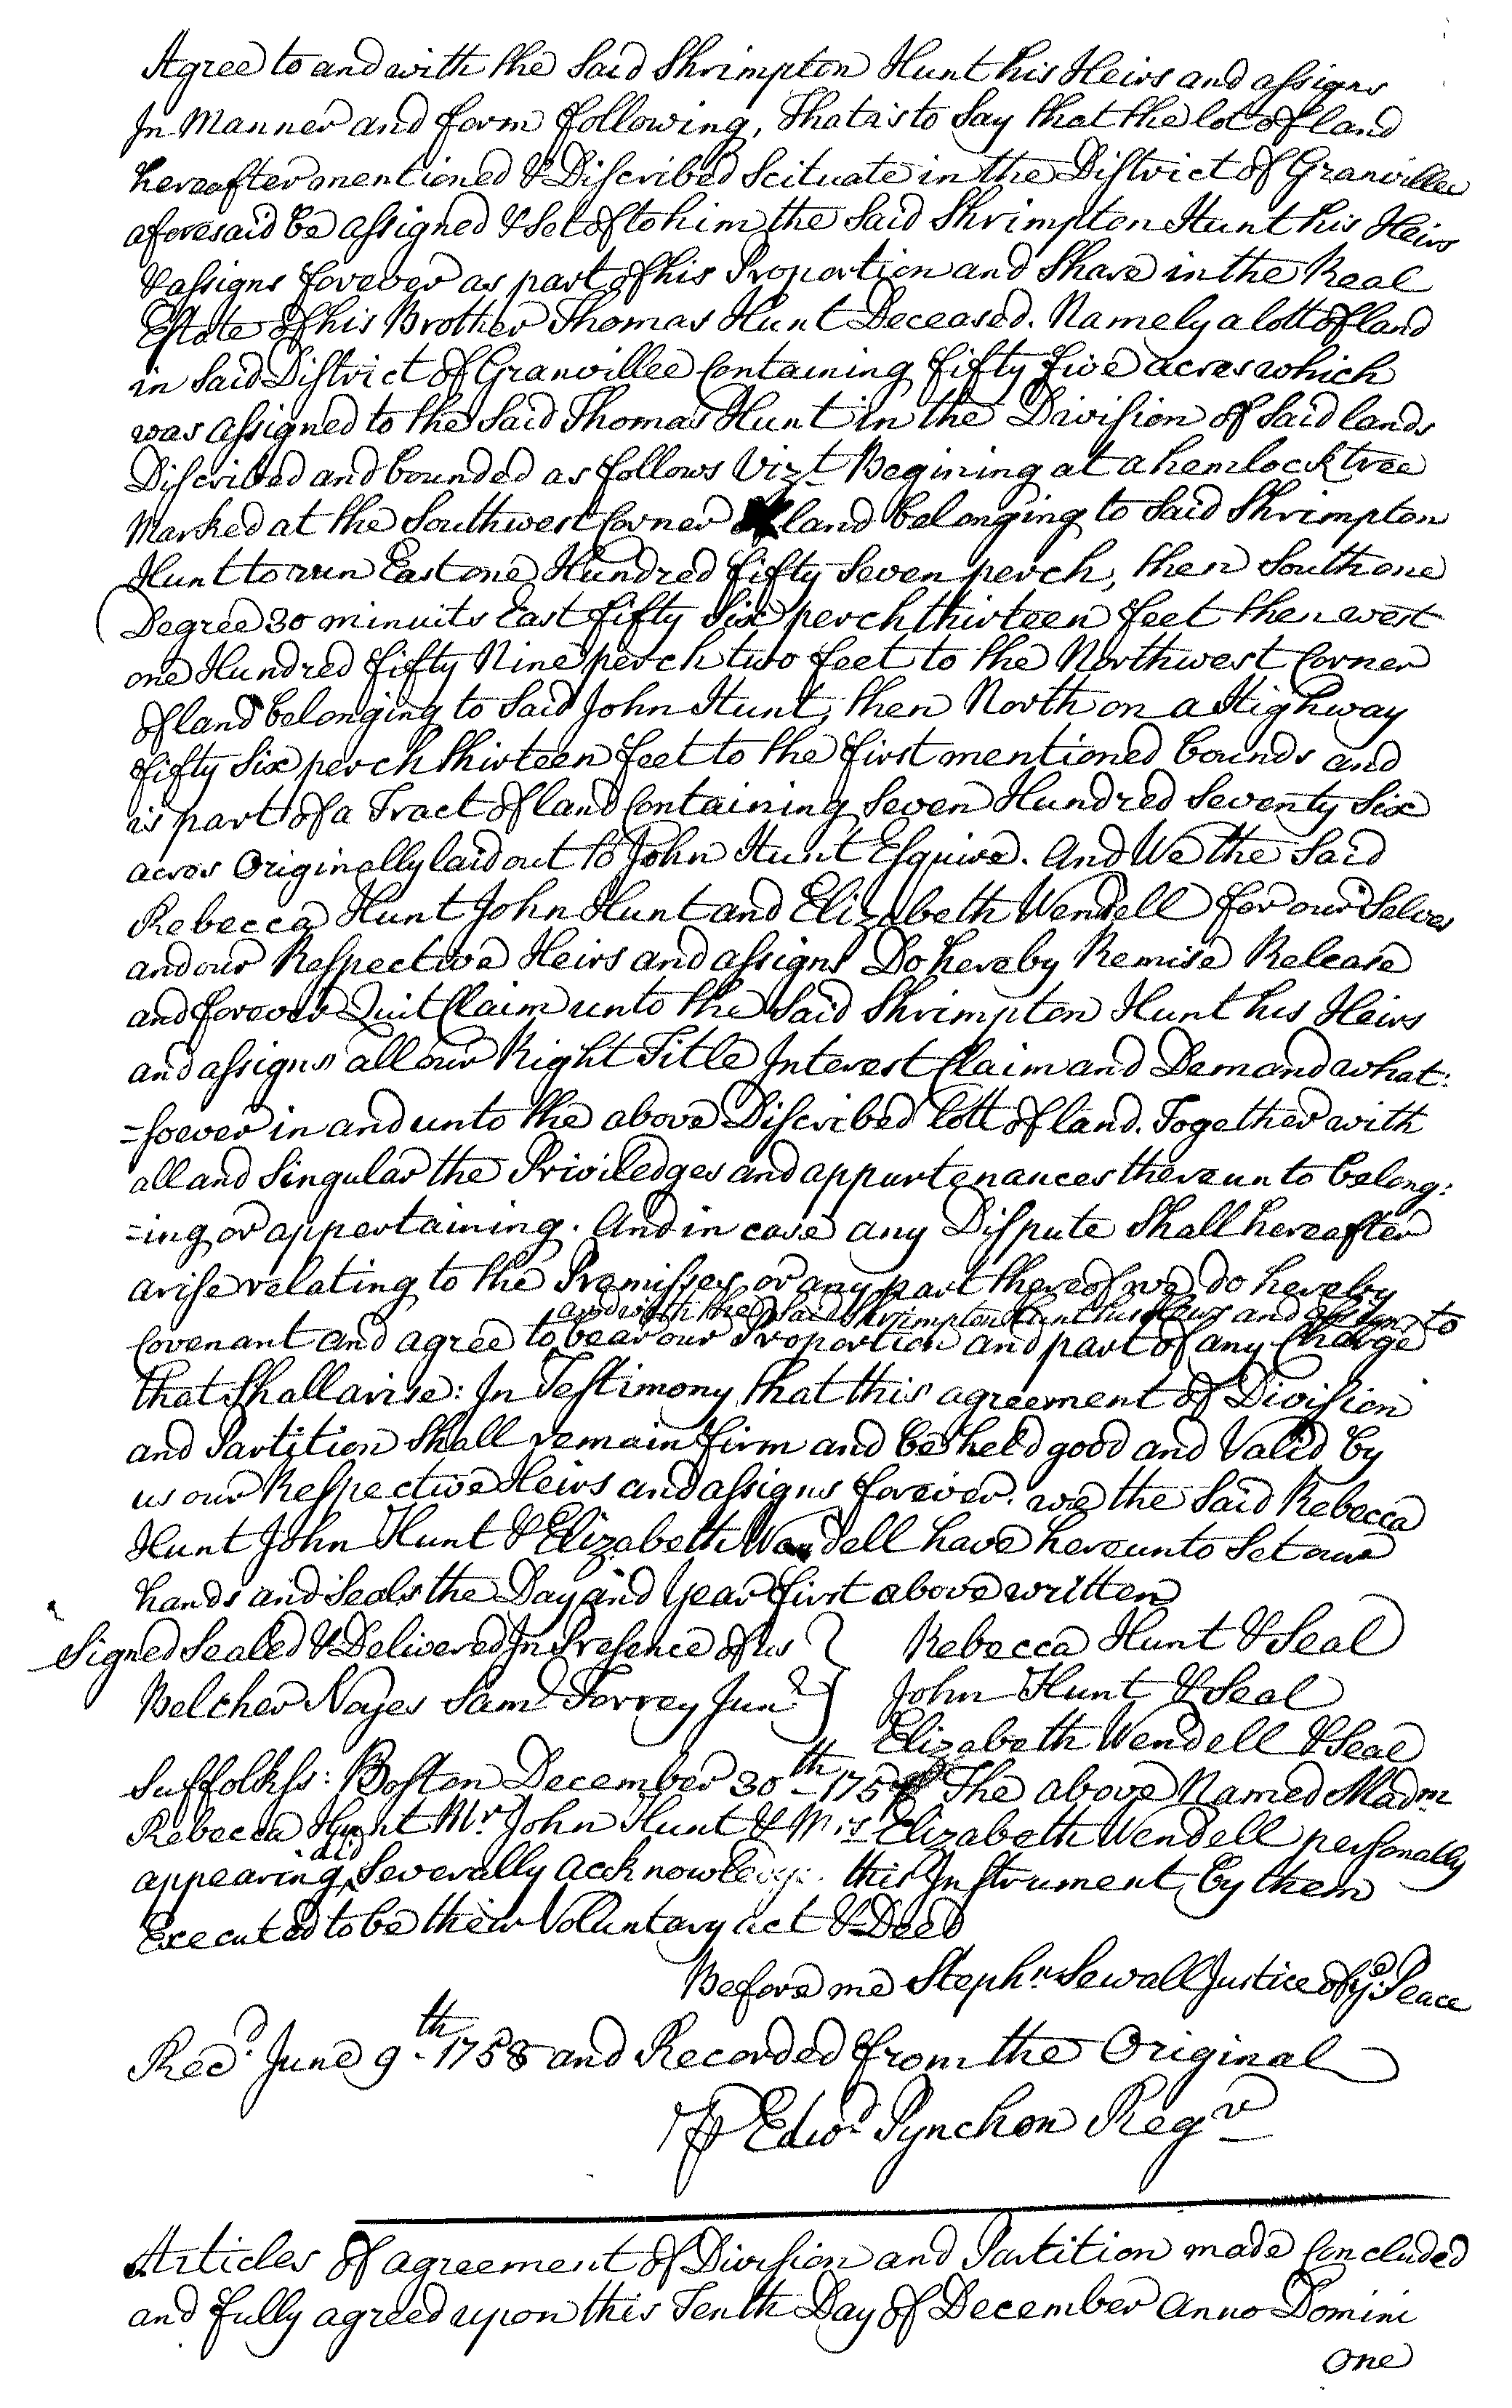 Agree to and with the Said Shrimpton Hunt his Heirs and assigns
In Manner and form following, That is to Say that the lot of land
hereafter mentioned & Discribed Scituate in the District of Granvillee
aforesaid be assigned & Set of to him the Said Shrimpton Hunt his Heirs
& assigns forever as part of his Proportion and Share in the Real
Estate of his Brother Thomas Hunt Deceased. Namely a lott of land
in Said District of Granvillee Containing fifty five acres which
was assigned to the Said Thomas Hunt in the Division of Said lands
Discribed and bounded as follows Vizt Begining at a hemlock tree
Marked at the Southwest Corner of land belonging to Said Shrimpton
Hunt to run East one Hundred fifty Seven perch, then South one
Degree 30 minuits East fifty Six perch thirteen feet then west
one Hundred fifty Nine perch two feet to the Northwest Corner
of land belonging to Said John Hunt, then North on a Highway
fifty Six perch thirteen feet to the first mentioned bounds and
is part of a Tract of land Containing Seven Hundred Seventy Six
acres Originally laid out to John Hunt Esquire. And We the Said
Rebecca Hunt John Hunt and Elizabeth Wendell for our Selves
and our Respective Heirs and assigns Do hereby Remise Release
and forever Quit Claim unto the Said Shrimpton Hunt his Heirs
and assigns all our Right Title Interest Claim and Demand what:
=soever in and unto the above Discribed lott of land. Together with
all and Singular the Priviledges and appurtenances thereunto belong:
=ing or appertaining. And in case any Dispute Shall hereafter
arise relating to the Premisses or any part thereof we do hereby
and with the Said Shrimpton Hunt his Heirs and assigns to
Covenant and agree to bear our Proportion and part of any Charge
that Shall arise: In Testimony that this agreement of Division
and Partition Shall remain firm and be held good and Valid by
us our Respective Heirs and assigns forever. we the Said Rebecca
Hunt John Hunt & Elizabeth Wendell have hereunto Set our
hands and Seals the Day and Year first above written
Signed Sealed & Delivered In Presence of us } Rebecca Hunt & Seal
Belcher Noyes Saml Torrey Junr } John Hunt & Seal
Elizabeth Wendell & Seal
Suffolk ss: Boston December 30th 175 The above Named Madm
Rebecca Hunt Mr John Hunt & Mrs Elizabeth Wendell personally
appearing did Severally acknowledge this Instrument by them
Executed to be their Voluntary act & Deed
Before me Stephn Sewall Justice of ye Peace
Recd June 9th 1758 and Recorded from the Original
⅌ Edwd Pynchon Regr
Articles of agreement of Division and Partition made Concluded
and fully agreed upon this Tenth Day of December Anno Domini
One